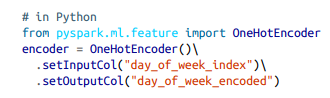 # in Python
from pyspark.ml.feature import OneHotEncoder
encoder = OneHotEncoder()\
.setInputCol("day_of_week_index")\
.setOutputCol("day_of_week_encoded")